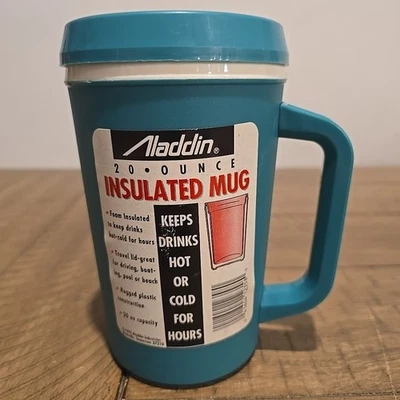 Aladdin®
20 • OUNCE
INSULATED MUG
Foam Insulated
to keep drinks
hot-cold for hours
Travel lid-great
for driving, boat-
ing, pool or beach
Rugged plastic
construction
20 oz capacity
KEEPS
DRINKS
HOT
OR
COLD
FOR
HOURS